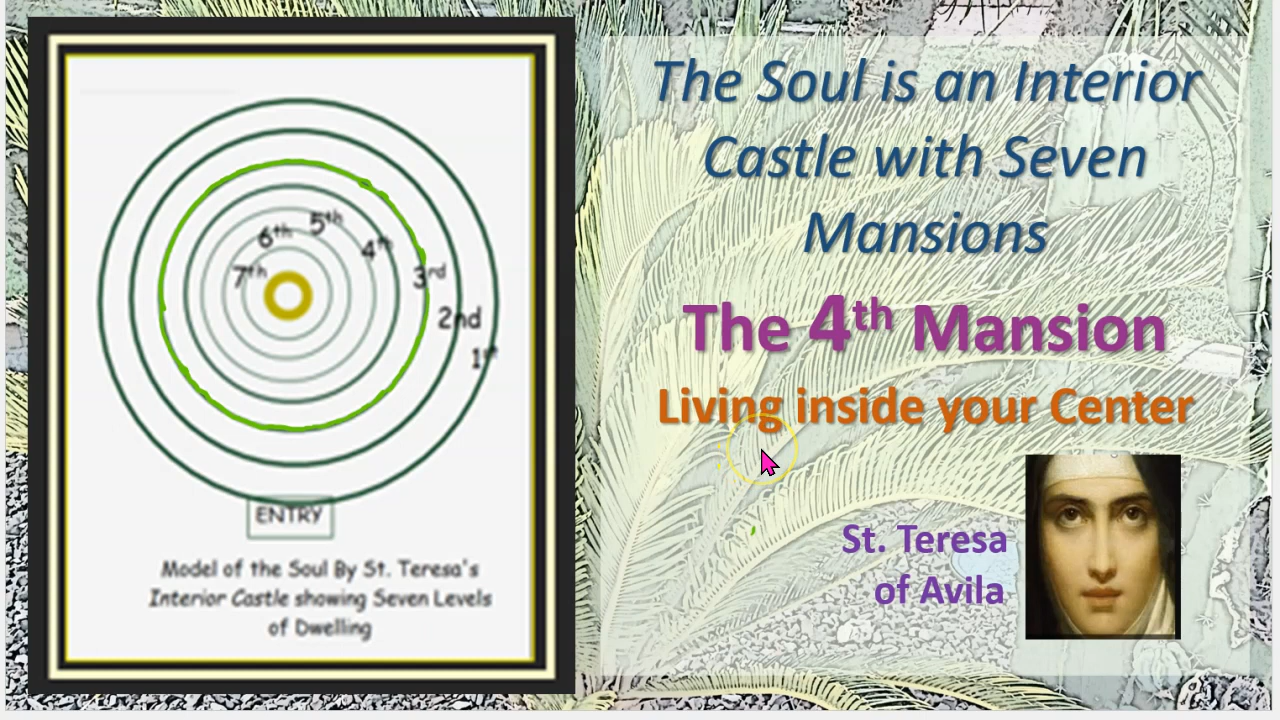 The Soul is an Interior
Castle with Seven
Mansions
The 4th Mansion
Living inside your Center
St. Teresa
of Avila
5th
6th
4th
7th
3rd
2nd
1st
ENTRY
Model of the Soul By St. Teresa's
Interior Castle showing Seven Levels
of Dwelling